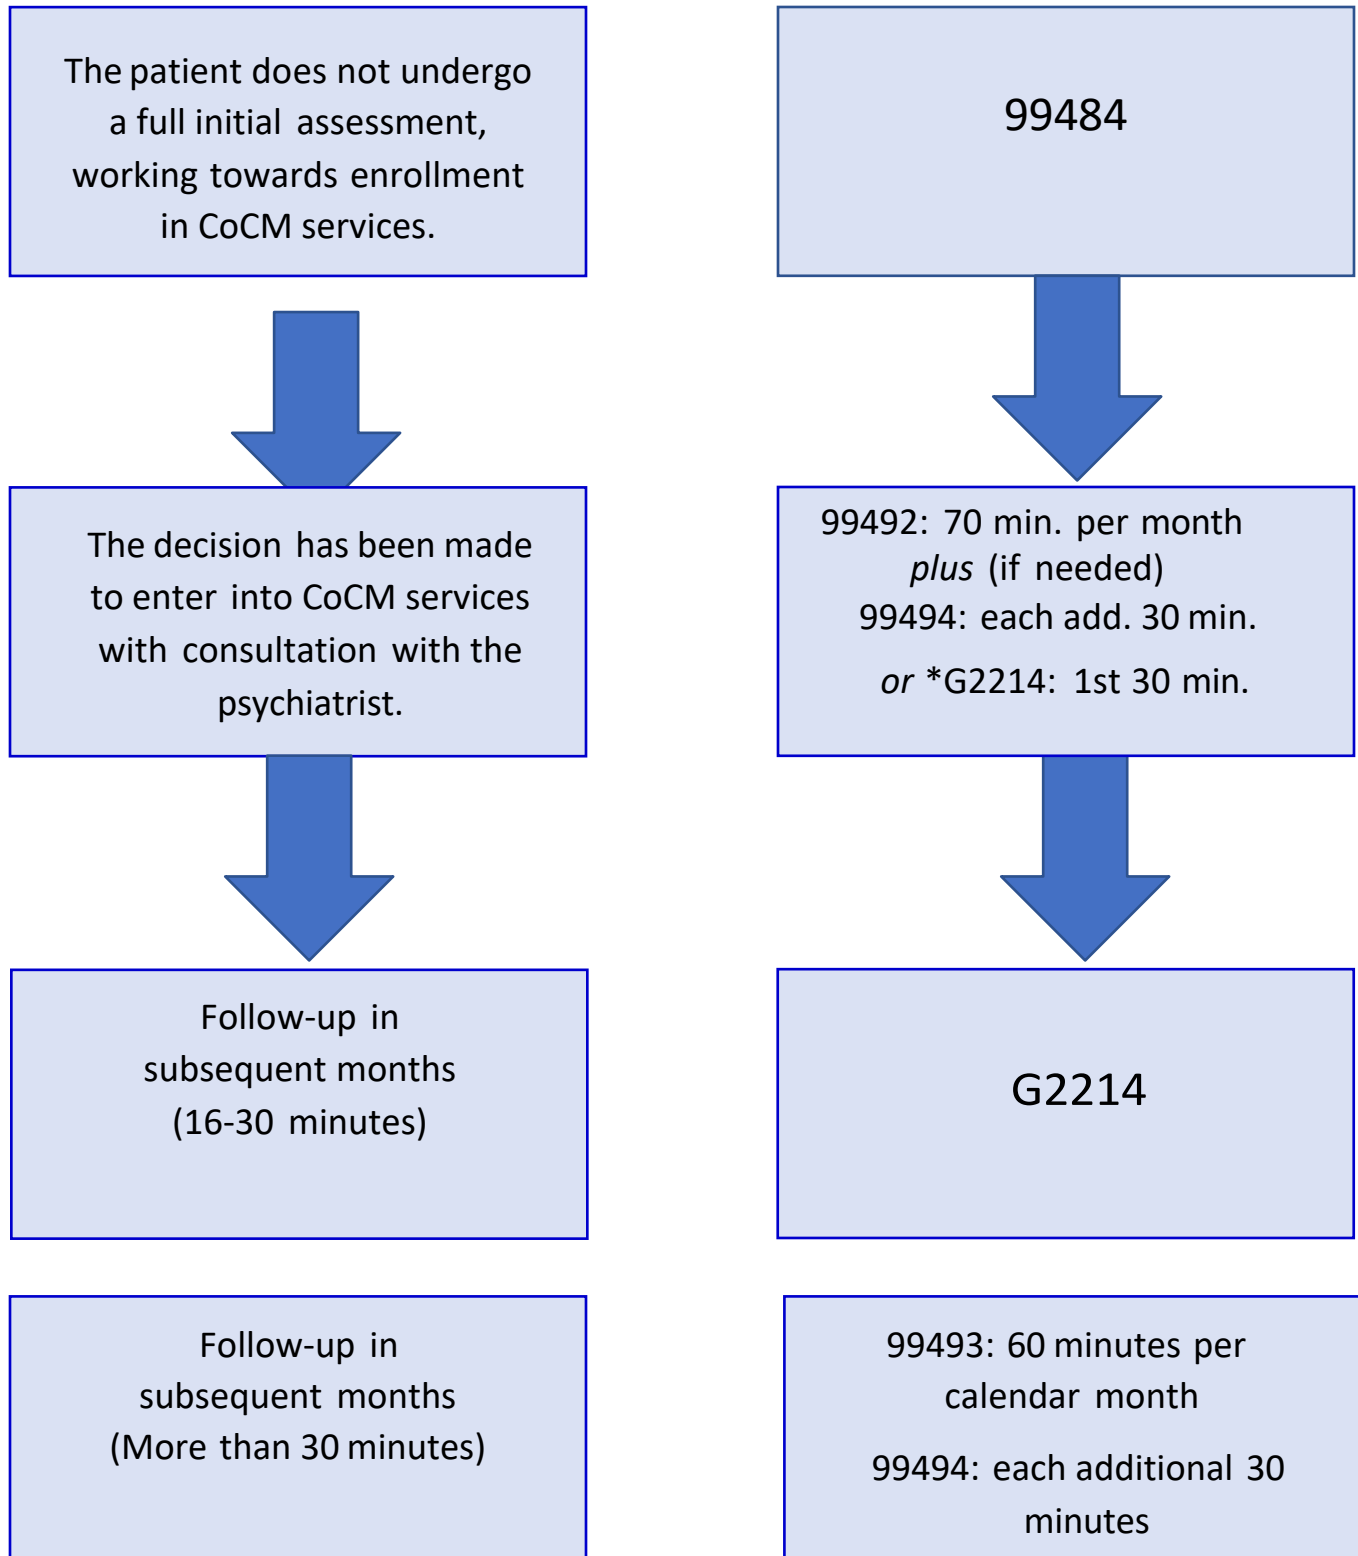 The patient does not undergo
a full initial assessment,
working towards enrollment
in CoCM services.
99484
The decision has been made
to enter into CoCM services
with consultation with the
psychiatrist.
99492: 70 min. per month
plus (if needed)
99494: each add. 30 min.
or *G2214: 1st 30 min.
Follow-up in
subsequent months
(16-30 minutes)
G2214
Follow-up in
subsequent months
(More than 30 minutes)
99493: 60 minutes per
calendar month
99494: each additional 30
minutes